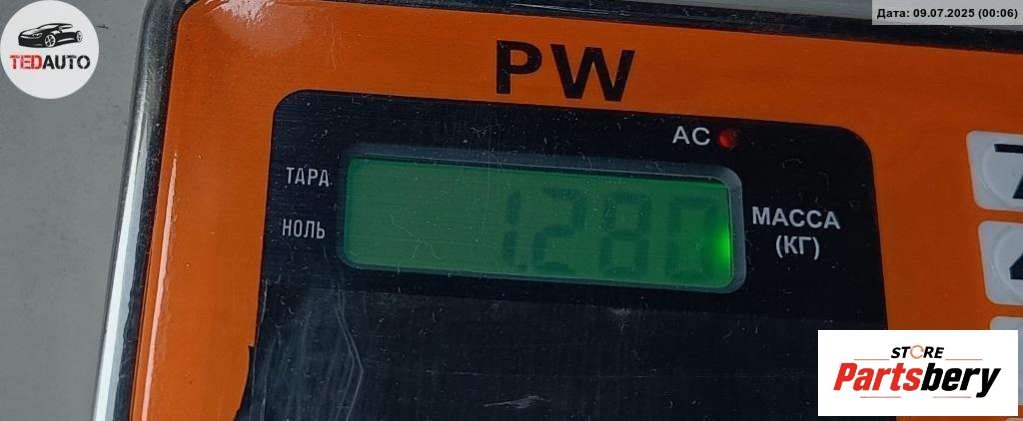 Дата: 09.07.2025 (00:06)
TEDAUTO
PW
AC
ТАРА
НОЛЬ
1.280
МАССА
(КГ)
STORE
Partsbery